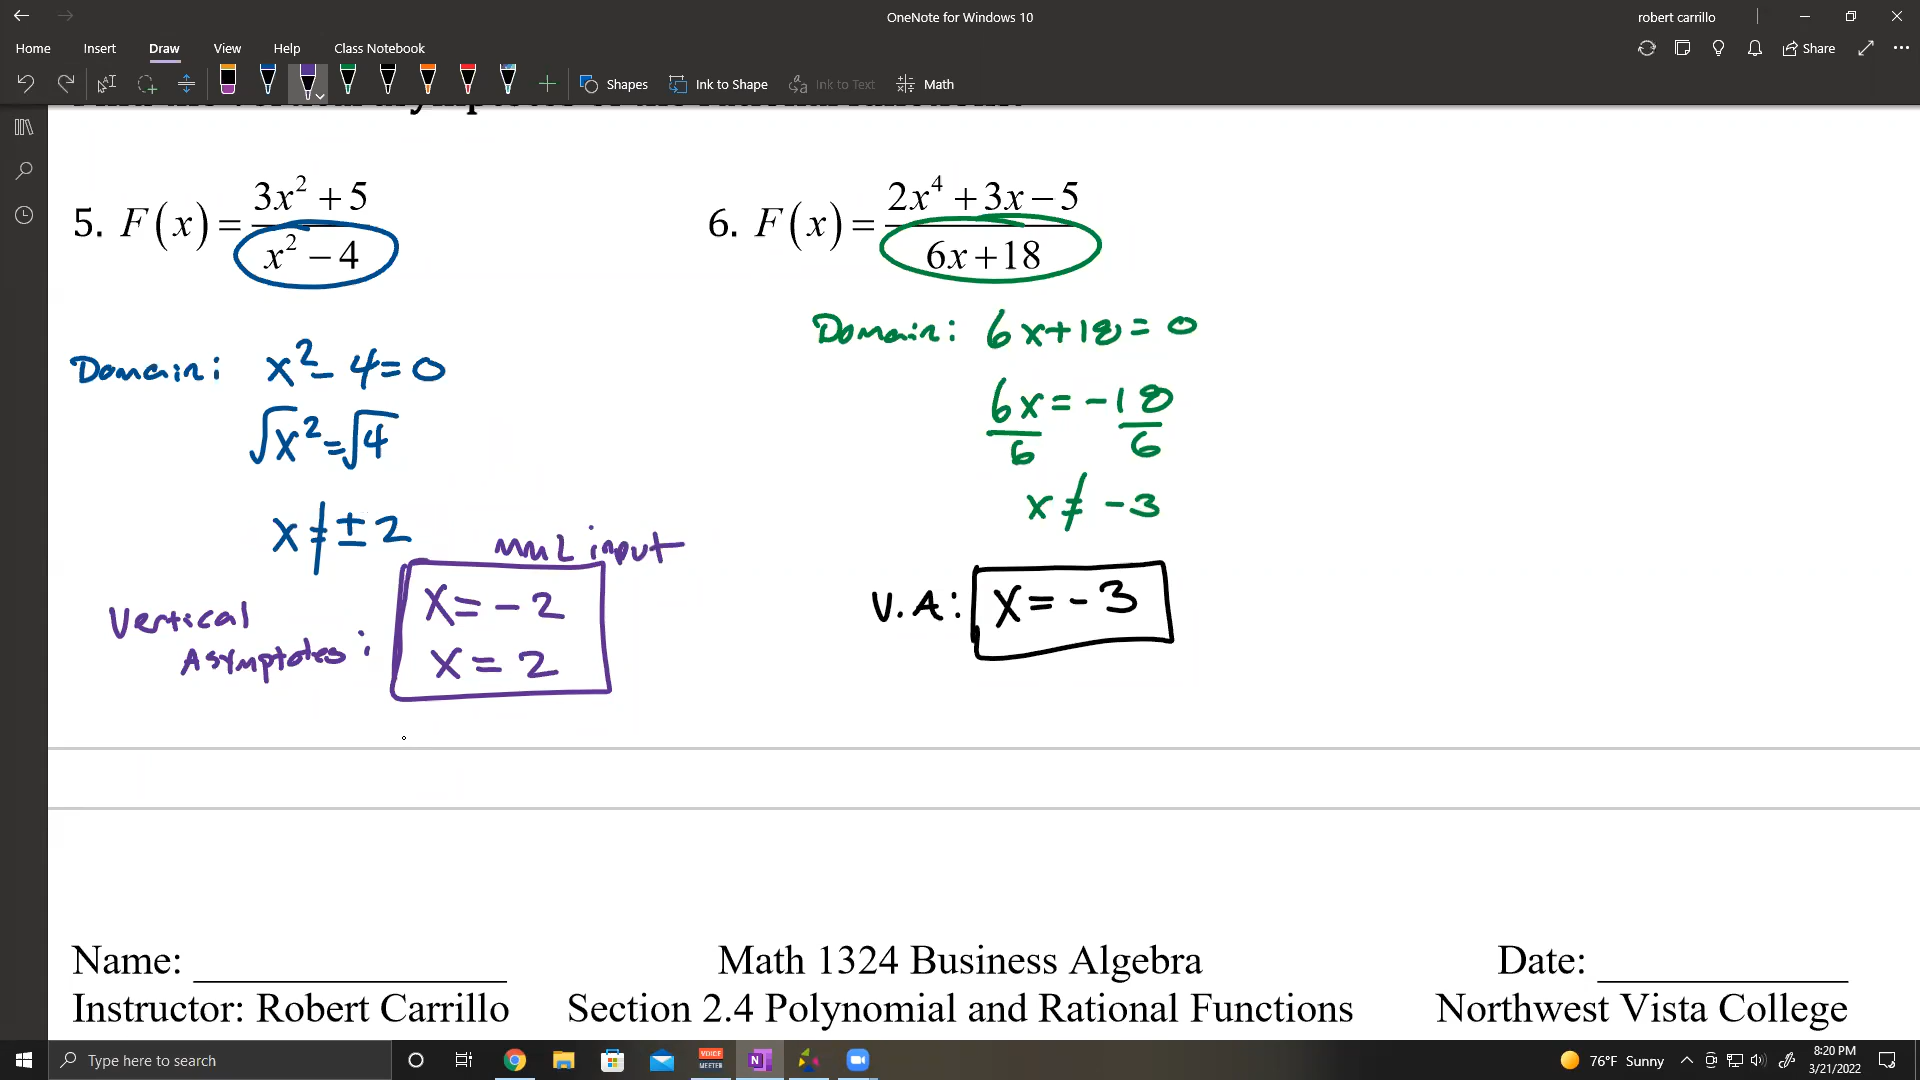 OneNote for Windows 10
robert carrillo
Home Insert Draw View Help Class Notebook
Share
Shapes Ink to Shape Ink to Text Math
5. F(x) = (3x² + 5)/(x² − 4)
6. F(x) = (2x⁴ + 3x − 5)/(6x + 18)
Domain: x² − 4 = 0
√x² = √4
x ≠ ± 2
MML input
Vertical
Asymptotes:
x = −2
x = 2
Domain: 6x + 18 = 0
6x/6 = −18/6
x ≠ −3
V.A: x = −3
Name:
Math 1324 Business Algebra
Date:
Instructor: Robert Carrillo
Section 2.4 Polynomial and Rational Functions
Northwest Vista College
Type here to search
VOICE
MEETER
76°F Sunny
8:20 PM
3/21/2022